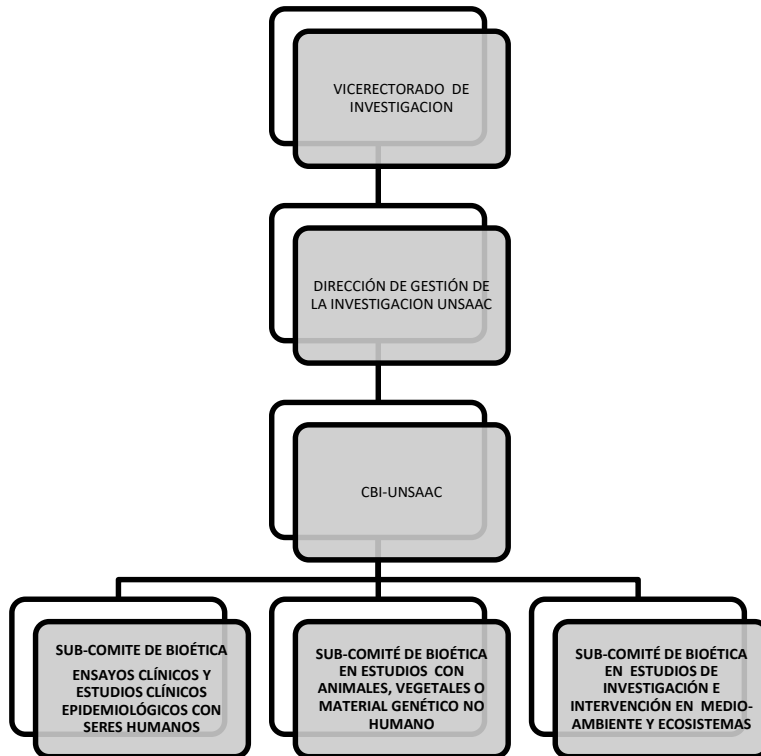 VICERECTORADO DE
INVESTIGACION
DIRECCIÓN DE GESTIÓN DE
LA INVESTIGACION UNSAAC
CBI-UNSAAC
SUB-COMITE DE BIOÉTICA
ENSAYOS CLÍNICOS Y
ESTUDIOS CLÍNICOS
EPIDEMIOLÓGICOS CON
SERES HUMANOS
SUB-COMITÉ DE BIOÉTICA
EN ESTUDIOS CON
ANIMALES, VEGETALES O
MATERIAL GENÉTICO NO
HUMANO
SUB-COMITÉ DE BIOÉTICA
EN ESTUDIOS DE
INVESTIGACIÓN E
INTERVENCIÓN EN MEDIO-
AMBIENTE Y ECOSISTEMAS